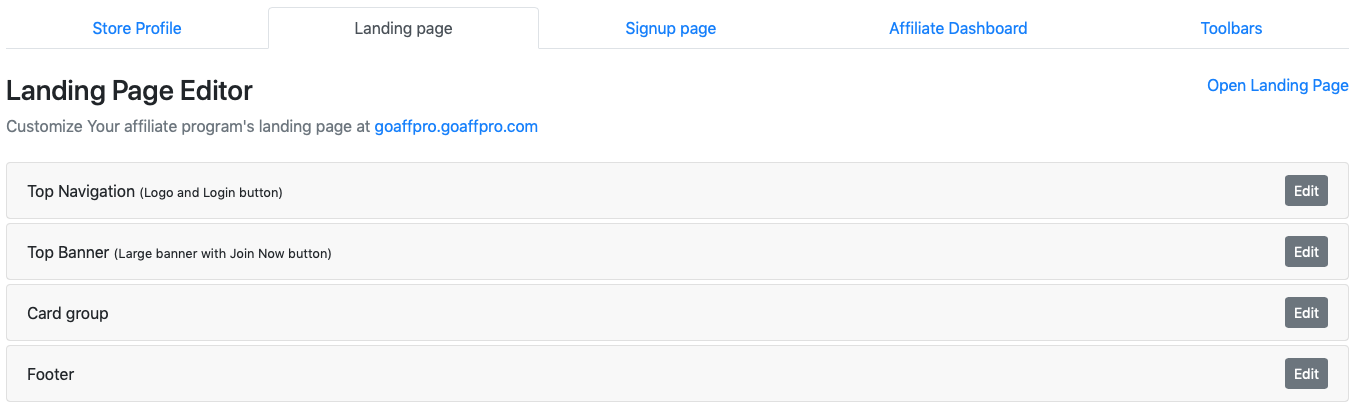 Store Profile Landing page Signup page Affiliate Dashboard Toolbars
Landing Page Editor Open Landing Page
Customize Your affiliate program's landing page at goaffpro.goaffpro.com
Top Navigation (Logo and Login button) Edit
Top Banner (Large banner with Join Now button) Edit
Card group Edit
Footer Edit